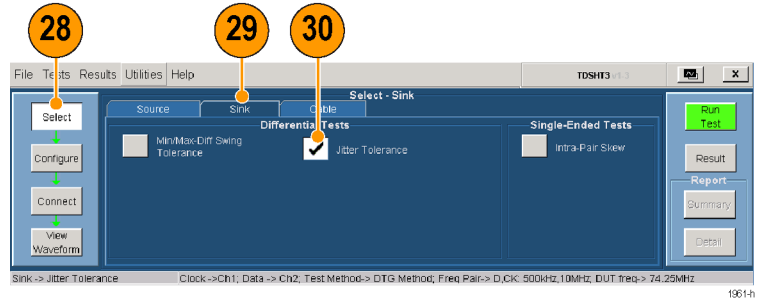 28 29 30
File Tests Results Utilities Help TDSHT3 v1.3 X
Select - Sink
Select Source Sink Cable Run
Test
Differential Tests Single-Ended Tests
Min/Max-Diff Swing
Tolerance Jitter Tolerance Intra-Pair Skew
Configure Result
Report
Connect Summary
View
Waveform Detail
Sink -> Jitter Tolerance Clock ->Ch1; Data -> Ch2; Test Method-> DTG Method; Freq Pair-> D,CK: 500kHz,10MHz; DUT freq-> 74.25MHz
1961-h